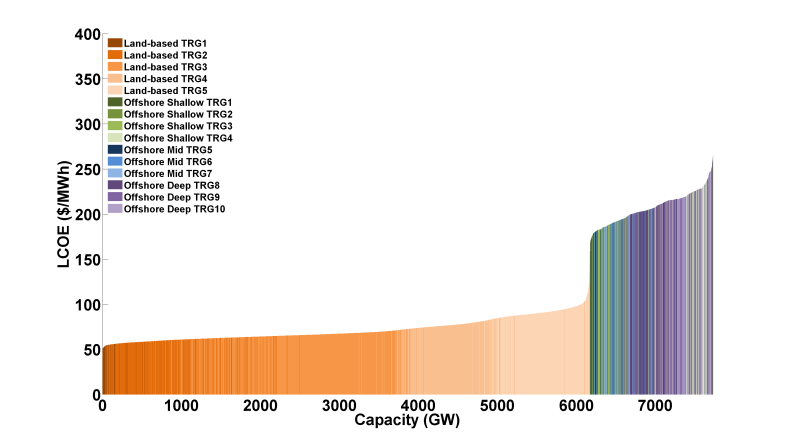 400
350
300
250
200
150
100
50
0
LCOE ($/MWh)
Land-based TRG1
Land-based TRG2
Land-based TRG3
Land-based TRG4
Land-based TRG5
Offshore Shallow TRG1
Offshore Shallow TRG2
Offshore Shallow TRG3
Offshore Shallow TRG4
Offshore Mid TRG5
Offshore Mid TRG6
Offshore Mid TRG7
Offshore Deep TRG8
Offshore Deep TRG9
Offshore Deep TRG10
0 1000 2000 3000 4000 5000 6000 7000
Capacity (GW)